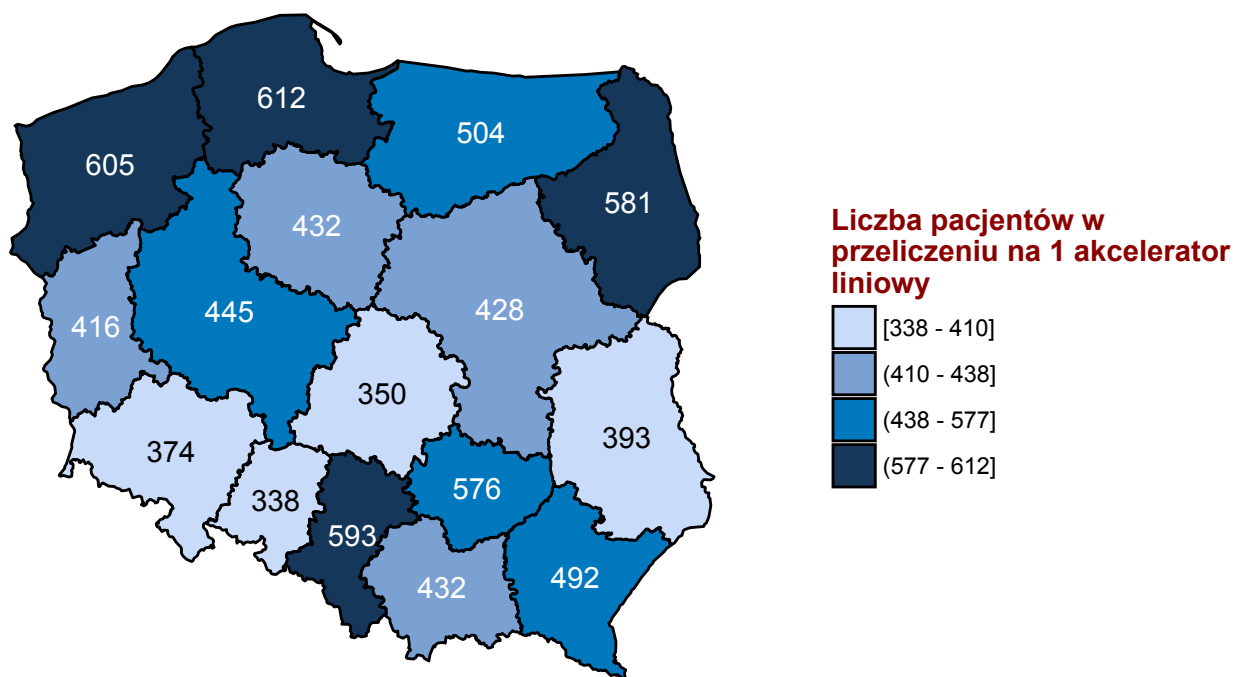 612
504
605
581
432
445
428
416
350
393
374
576
338
593
492
432
Liczba pacjentów w
przeliczeniu na 1 akcelerator
liniowy
[338 - 410]
(410 - 438]
(438 - 577]
(577 - 612]